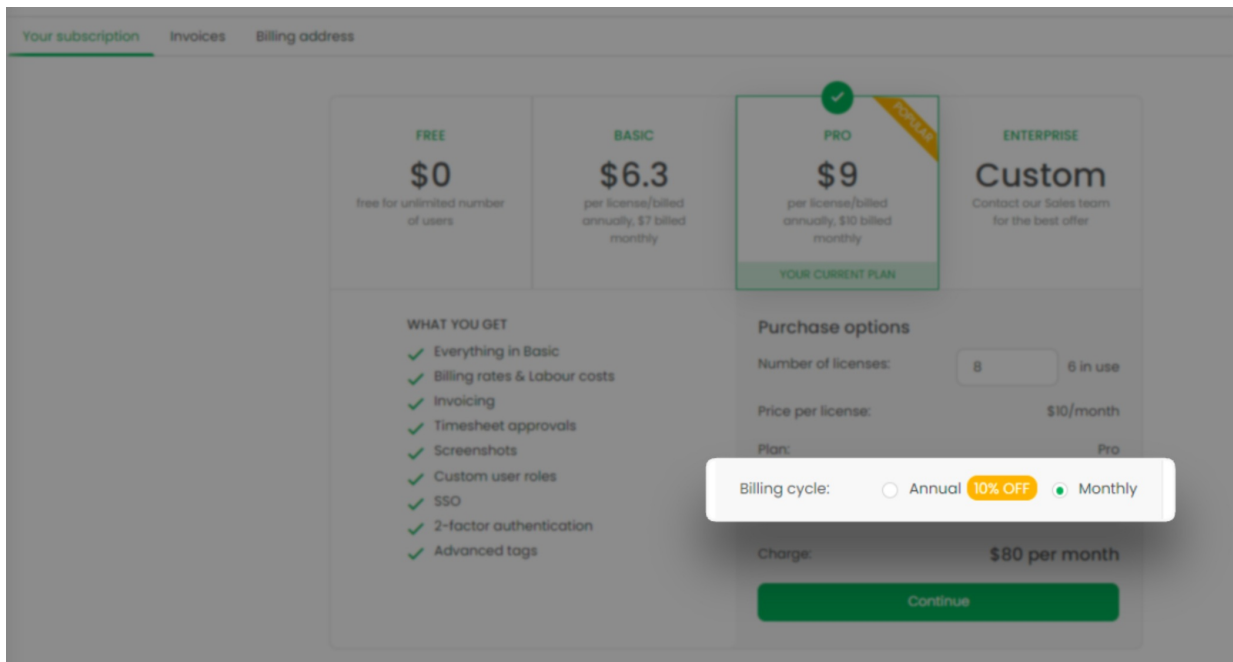 Your subscription Invoices Billing address
POPULAR
FREE
$0
free for unlimited number
of users
BASIC
$6.3
per license/billed
annually, $7 billed
monthly
PRO
$9
per license/billed
annually, $10 billed
monthly
YOUR CURRENT PLAN
ENTERPRISE
Custom
Contact our Sales team
for the best offer
WHAT YOU GET
Everything in Basic
Billing rates & Labour costs
Invoicing
Timesheet approvals
Screenshots
Custom user roles
SSO
2-factor authentication
Advanced tags
Purchase options
Number of licenses: 8 6 in use
Price per license: $10/month
Plan: Pro
Billing cycle: Annual 10% OFF Monthly
Charge: $80 per month
Continue